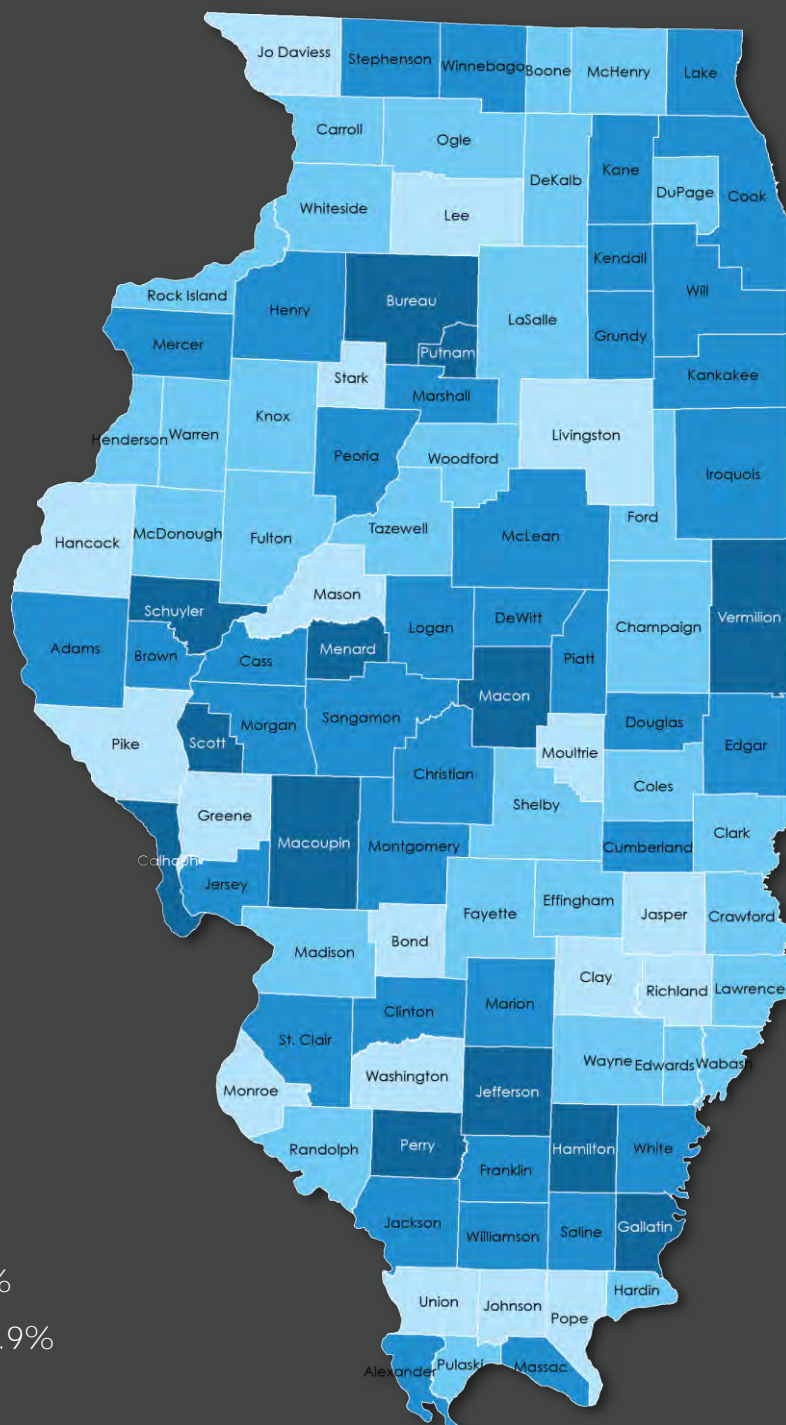 Jo Daviess
Stephenson
Winnebago
Boone
McHenry
Lake
Carroll
Ogle
DeKalb
Kane
DuPage
Cook
Whiteside
Lee
Kendall
Will
Rock Island
Henry
Bureau
LaSalle
Grundy
Mercer
Putnam
Kankakee
Stark
Marshall
Henderson
Warren
Knox
Peoria
Woodford
Livingston
Iroquois
Hancock
McDonough
Fulton
Tazewell
McLean
Ford
Schuyler
Mason
Logan
DeWitt
Champaign
Vermilion
Adams
Brown
Cass
Menard
Piatt
Macon
Pike
Scott
Morgan
Sangamon
Christian
Moultrie
Douglas
Edgar
Greene
Shelby
Coles
Macoupin
Montgomery
Cumberland
Clark
Calhoun
Jersey
Fayette
Effingham
Jasper
Crawford
Madison
Bond
Clay
Richland
Lawrence
St. Clair
Clinton
Marion
Wayne
Edwards
Wabash
Monroe
Washington
Jefferson
Randolph
Perry
Hamilton
White
Franklin
Jackson
Williamson
Saline
Gallatin
%
Union
Johnson
Pope
Hardin
.9%
Alexander
Pulaski
Massac